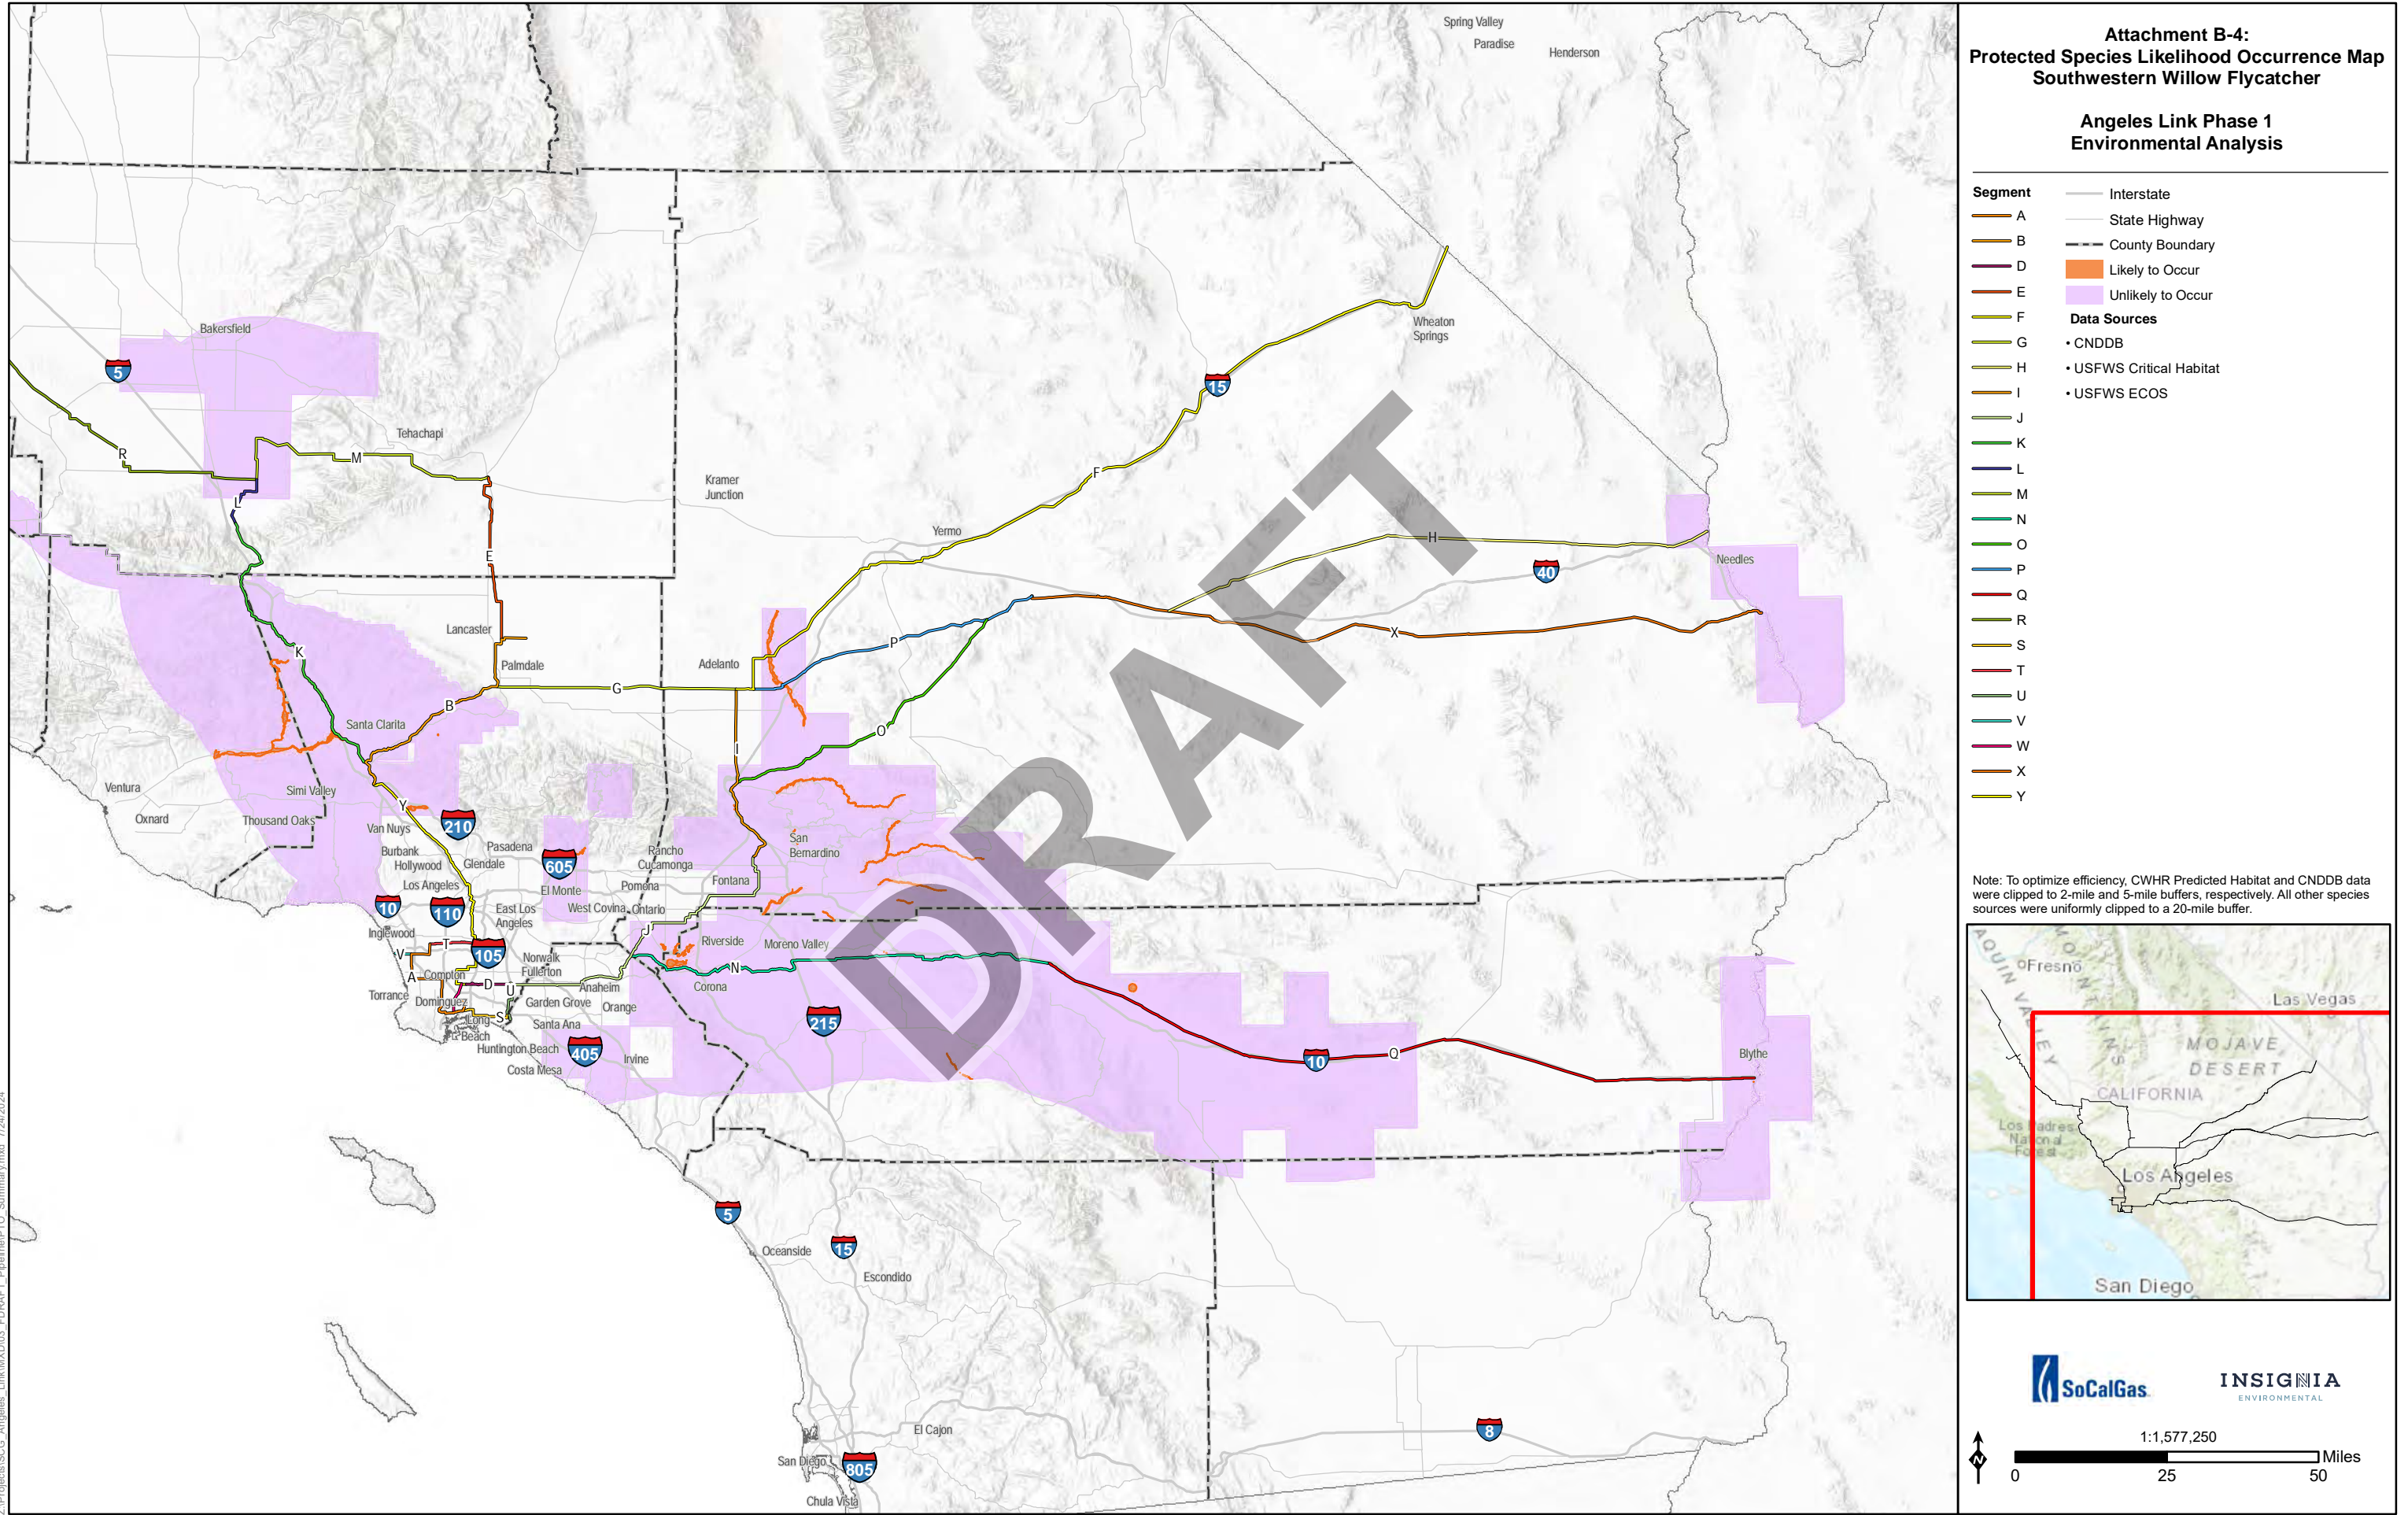 Attachment B-4:
Protected Species Likelihood Occurrence Map
Southwestern Willow Flycatcher
Angeles Link Phase 1
Environmental Analysis
Segment
A
B
D
E
F
G
H
I
J
K
L
M
N
O
P
Q
R
S
T
U
V
W
X
Y
Interstate
State Highway
County Boundary
Likely to Occur
Unlikely to Occur
Data Sources
• CNDDB
• USFWS Critical Habitat
• USFWS ECOS
Note: To optimize efficiency, CWHR Predicted Habitat and CNDDB data
were clipped to 2-mile and 5-mile buffers, respectively. All other species
sources were uniformly clipped to a 20-mile buffer.
Fresno
Las Vegas
MOJAVE
DESERT
CALIFORNIA
Los Padres
National
Forest
Los Angeles
San Diego
SoCalGas
INSIGNIA
ENVIRONMENTAL
1:1,577,250
Miles
0 25 50
N
DRAFT
Spring Valley
Paradise
Henderson
Bakersfield
5
Wheaton
Springs
15
Tehachapi
R
M
Kramer
Junction
F
L
Yermo
H
E
40
Needles
Lancaster
K
P
X
Palmdale
Adelanto
G
B
Santa Clarita
O
I
Ventura
Simi Valley
Oxnard
Thousand Oaks
Y
Van Nuys
210
Burbank
Hollywood
Pasadena
Glendale
605
Rancho
Cucamonga
San
Bernardino
Los Angeles
El Monte
Pomona
Fontana
10
110
East Los
Angeles
West Covina
Ontario
Inglewood
T
105
J
Riverside
Moreno Valley
V
Norwalk
Fullerton
N
A
Compton
D
U
Anaheim
Corona
Torrance
Dominguez
Garden Grove
Orange
Long
Beach
S
Santa Ana
215
Huntington Beach
405
Irvine
Costa Mesa
10
Q
Blythe
5
15
Oceanside
Escondido
El Cajon
8
San Diego
805
Chula Vista